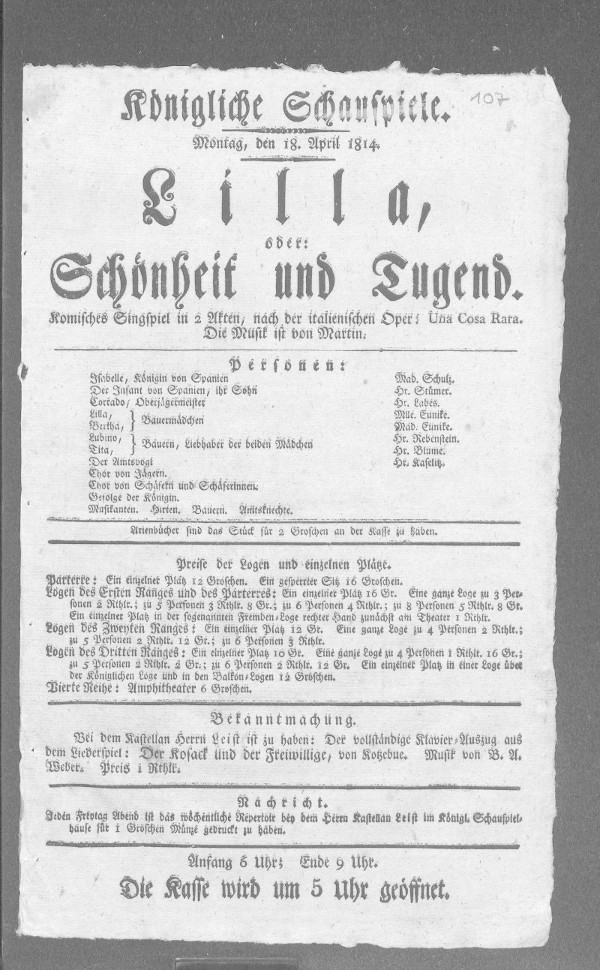 107
Königliche Schauspiele.
Montag, den 18. April 1814.
Lilla,
oder:
Schönheit und Tugend.
Komisches Singspiel in 2 Akten, nach der italienischen Oper: Una Cosa Rara.
Die Musik ist von Martin.
Personen:
Isabelle, Königin von Spanien Mad. Schulz.
Der Infant von Spanien, ihr Sohn Hr. Stümer.
Corrado, Oberjägermeister Hr. Labes.
Lilla, } Bauermädchen Mlle. Eunike.
Bertha, Mad. Eunike.
Lubino, } Bauern, Liebhaber der beiden Mädchen Hr. Rebenstein.
Tita, Hr. Blume.
Der Amtsvogt Hr. Kaselitz.
Chor von Jägern.
Chor von Schäfern und Schäferinnen.
Gefolge der Königin.
Musikanten. Hirten. Bauern. Amtsknechte.
Arienbücher sind das Stück für 2 Groschen an der Kasse zu haben.
Preise der Logen und einzelnen Plätze.
Parterre: Ein einzelner Platz 12 Groschen. Ein gesperrter Sitz 16 Groschen.
Logen des Ersten Ranges und des Parterres: Ein einzelner Platz 16 Gr. Eine ganze Loge zu 3 Per-
sonen 2 Rthlr.; zu 5 Personen 3 Rthlr. 8 Gr.; zu 6 Personen 4 Rthlr.; zu 8 Personen 5 Rthlr. 8 Gr.
Ein einzelner Platz in der sogenannten Fremden-Loge rechter Hand zunächst am Theater 1 Rthlr.
Logen des Zweyten Ranges: Ein einzelner Platz 12 Gr. Eine ganze Loge zu 4 Personen 2 Rthlr.;
zu 5 Personen 2 Rthlr. 12 Gr.; zu 6 Personen 3 Rthlr.
Logen des Dritten Ranges: Ein einzelner Platz 10 Gr. Eine ganze Loge zu 4 Personen 1 Rthlr. 16 Gr.;
zu 5 Personen 2 Rthlr. 2 Gr.; zu 6 Personen 2 Rthlr. 12 Gr. Ein einzelner Platz in einer Loge über
der Königlichen Loge und in den Balkon-Logen 12 Groschen.
Vierte Reihe: Amphitheater 6 Groschen.
Bekanntmachung.
Bei dem Kastellan Herrn Leist ist zu haben: Der vollständige Klavier-Auszug aus
dem Liederspiel: Der Kosack und der Freiwillige, von Kotzebue. Musik von B. A.
Weber. Preis 1 Rthlr.
Nachricht.
Jeden Freytag Abend ist das wöchentliche Repertoir bey dem Herrn Kastellan Leist im Königl. Schauspiel-
hause für 1 Groschen Münze gedruckt zu haben.
Anfang 6 Uhr; Ende 9 Uhr.
Die Kasse wird um 5 Uhr geöffnet.